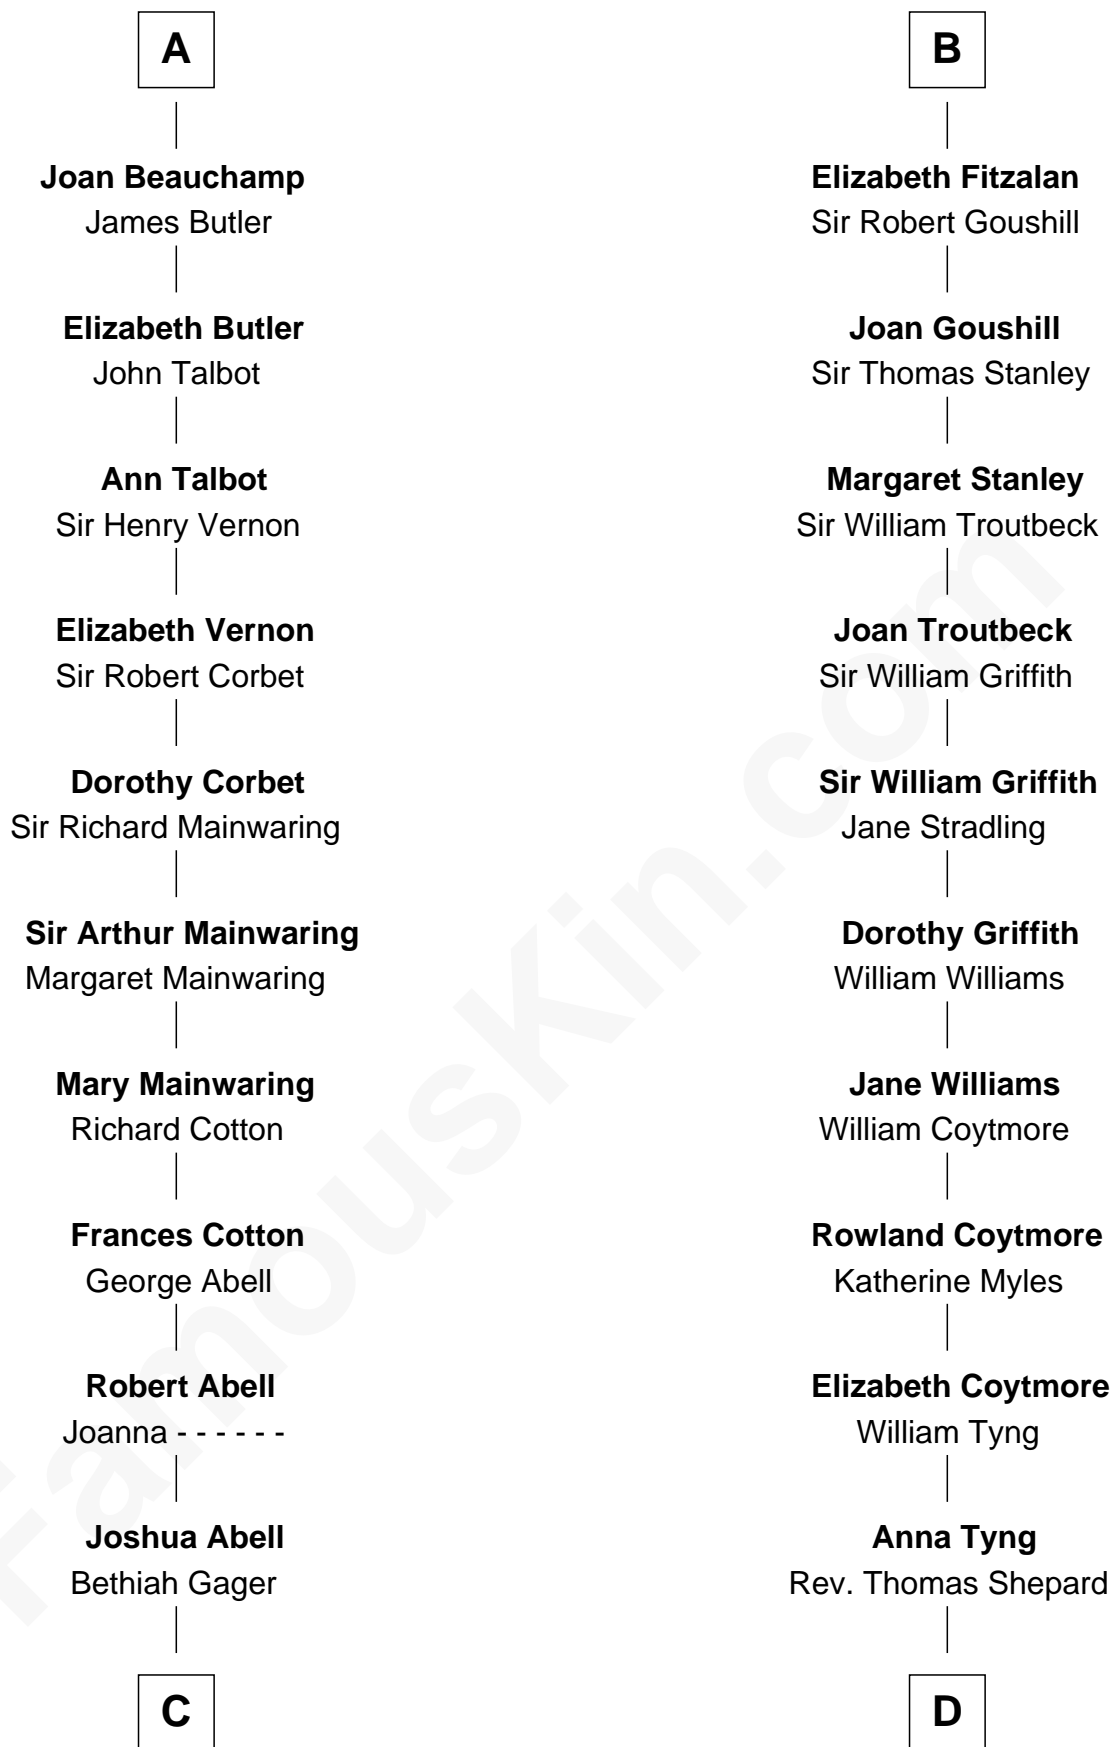 A
Joan Beauchamp
James Butler
Elizabeth Butler
John Talbot
Ann Talbot
Sir Henry Vernon
Elizabeth Vernon
Sir Robert Corbet
Dorothy Corbet
Sir Richard Mainwaring
Sir Arthur Mainwaring
Margaret Mainwaring
Mary Mainwaring
Richard Cotton
Frances Cotton
George Abell
Robert Abell
Joanna - - - - - -
Joshua Abell
Bethiah Gager
C
B
Elizabeth Fitzalan
Sir Robert Goushill
Joan Goushill
Sir Thomas Stanley
Margaret Stanley
Sir William Troutbeck
Joan Troutbeck
Sir William Griffith
Sir William Griffith
Jane Stradling
Dorothy Griffith
William Williams
Jane Williams
William Coytmore
Rowland Coytmore
Katherine Myles
Elizabeth Coytmore
William Tyng
Anna Tyng
Rev. Thomas Shepard
D
FamousKin.com